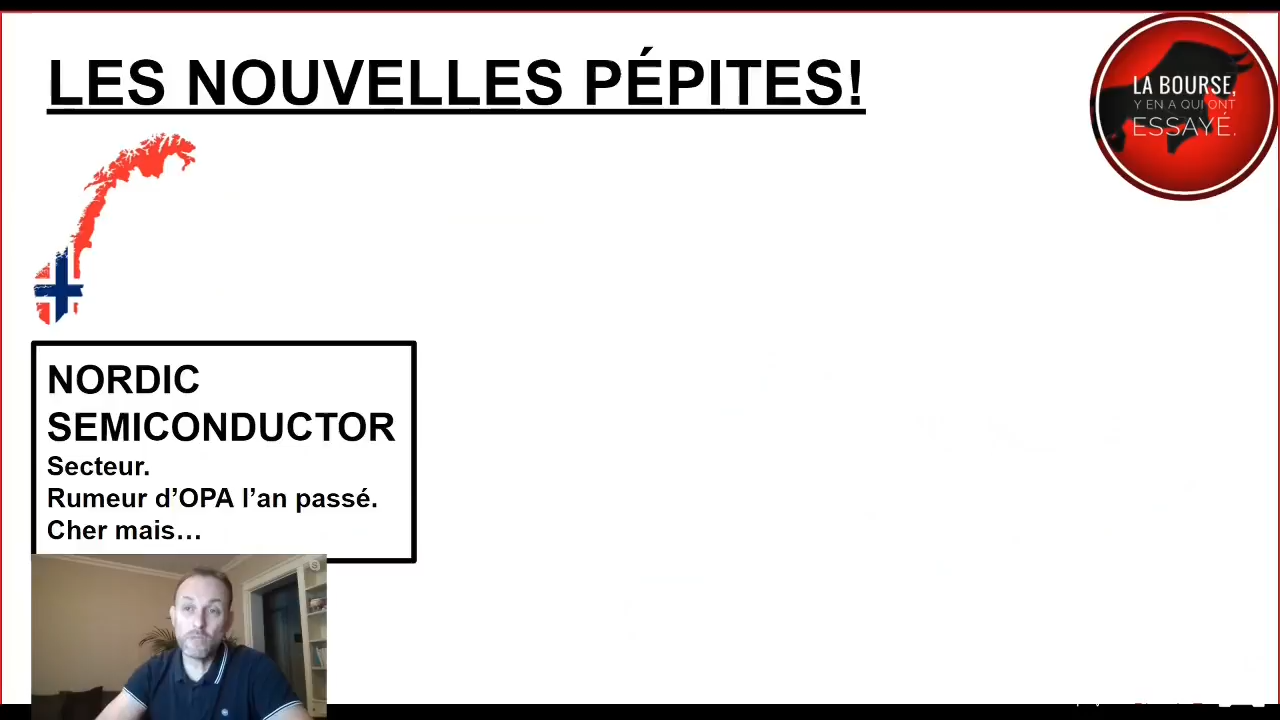 LES NOUVELLES PÉPITES!
LA BOURSE,
Y EN A QUI ONT
ESSAYÉ.
NORDIC
SEMICONDUCTOR
Secteur.
Rumeur d’OPA l’an passé.
Cher mais…